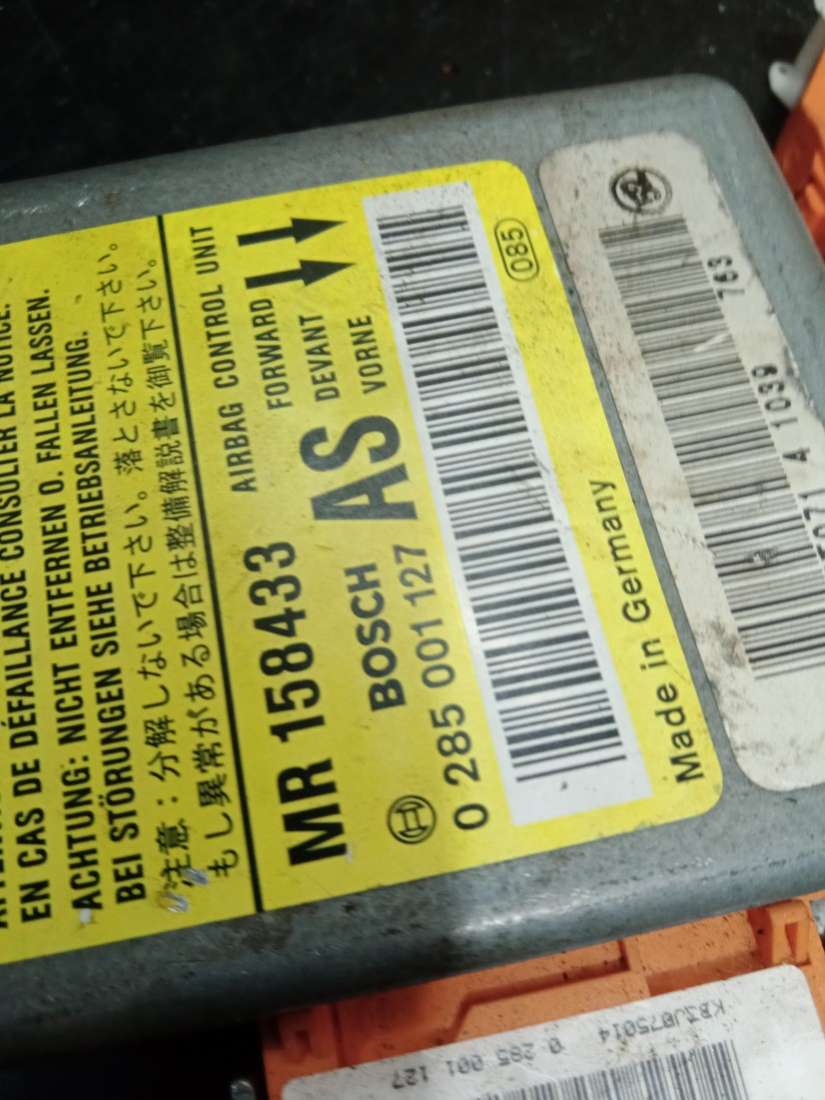 EN CAS DE DÉFAILLANCE CONSULTER LA NOTICE.
ACHTUNG: NICHT ENTFERNEN O. FALLEN LASSEN.
BEI STÖRUNGEN SIEHE BETRIEBSANLEITUNG.
注意：分解しないで下さい。落とさないで下さい。
もし異常がある場合は整備解説書を御覧下さい。
MR 158433
AIRBAG CONTROL UNIT
FORWARD
DEVANT
VORNE
AS
BOSCH
0 285 001 127
085
Made in Germany
A 1039 763
KB3JB75014 0 285 001 127